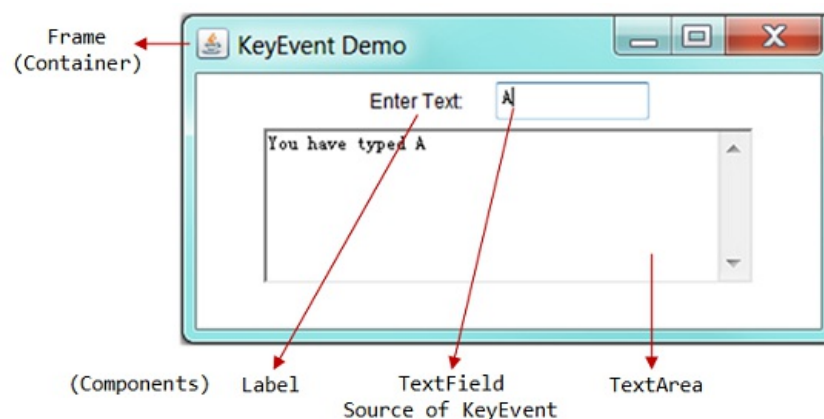 Frame
(Container)
KeyEvent Demo
Enter Text:
A
You have typed A
(Components) Label TextField TextArea
Source of KeyEvent